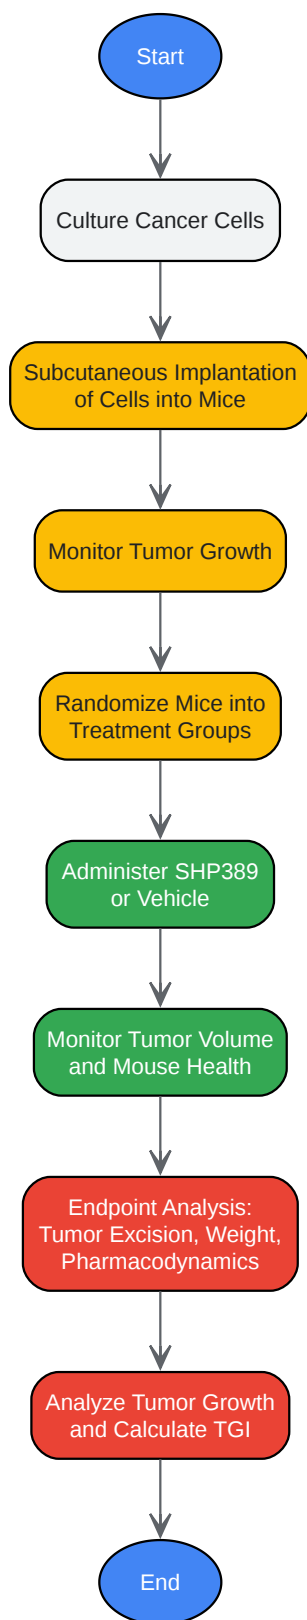 Start
Culture Cancer Cells
Subcutaneous Implantation
of Cells into Mice
Monitor Tumor Growth
Randomize Mice into
Treatment Groups
Administer SHP389
or Vehicle
Monitor Tumor Volume
and Mouse Health
Endpoint Analysis:
Tumor Excision, Weight,
Pharmacodynamics
Analyze Tumor Growth
and Calculate TGI
End